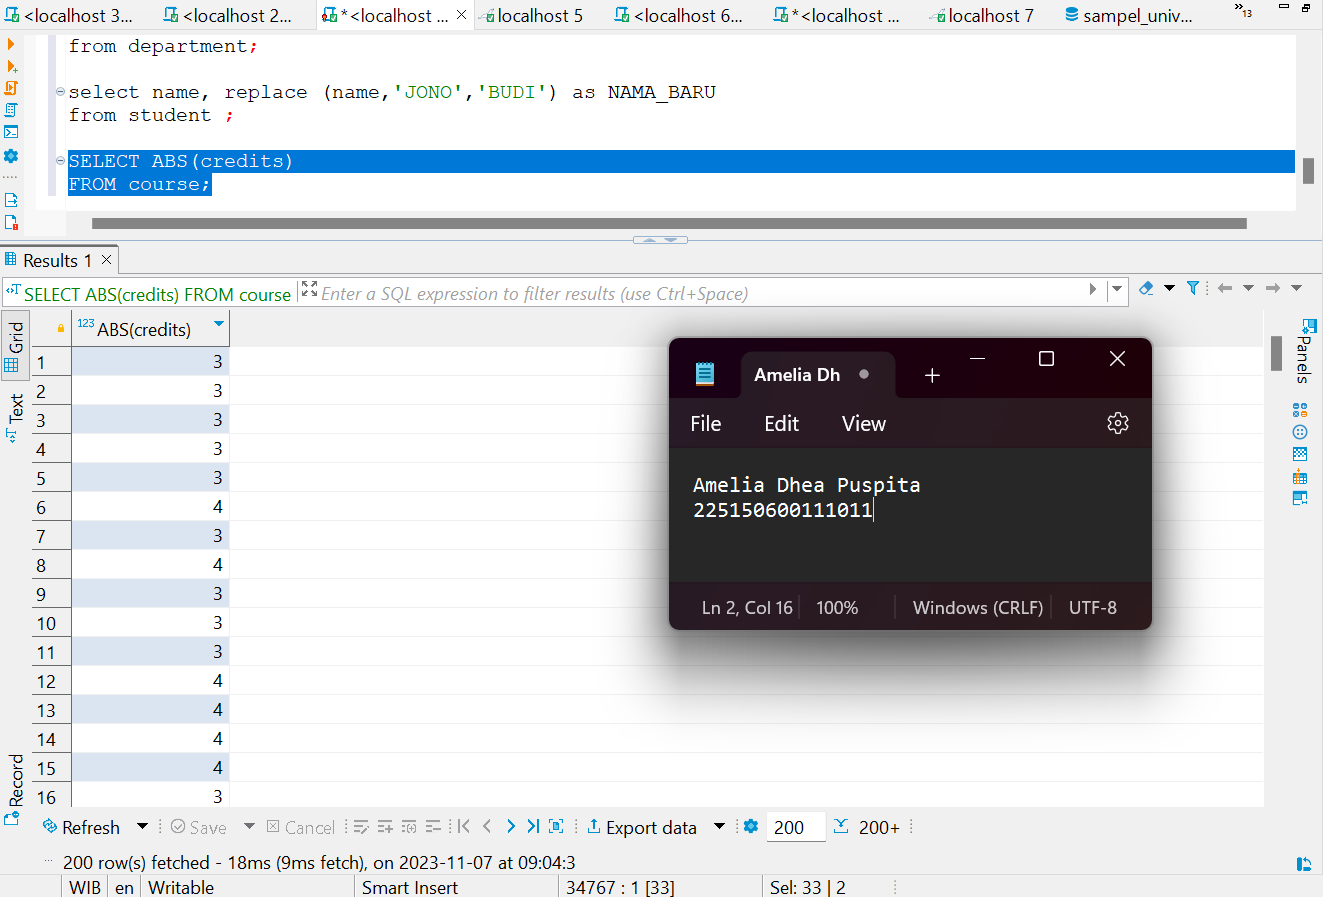 <localhost 3...
<localhost 2...
*<localhost ...
localhost 5
<localhost 6...
*<localhost ...
localhost 7
sampel_univ...
»13
from department;
select name, replace (name,'JONO','BUDI') as NAMA_BARU
from student ;
SELECT ABS(credits)
FROM course;
Results 1
SELECT ABS(credits) FROM course
Enter a SQL expression to filter results (use Ctrl+Space)
Grid
Text
Record
Panels
123 ABS(credits)
1 3
2 3
3 3
4 3
5 3
6 4
7 3
8 4
9 3
10 3
11 3
12 4
13 4
14 4
15 4
16 3
Amelia Dh
File Edit View
Amelia Dhea Puspita
225150600111011
Ln 2, Col 16 100% Windows (CRLF) UTF-8
Refresh Save Cancel Export data 200 200+
200 row(s) fetched - 18ms (9ms fetch), on 2023-11-07 at 09:04:3
WIB en Writable Smart Insert 34767 : 1 [33] Sel: 33 | 2